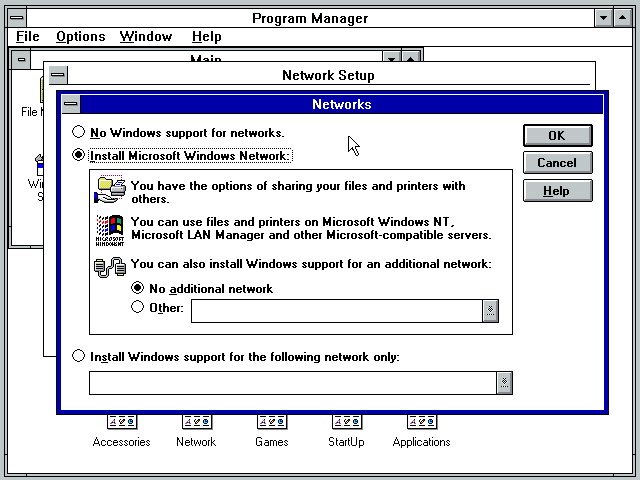 Program Manager
File Options Window Help
Main
Network Setup
Networks
No Windows support for networks.
OK
Install Microsoft Windows Network:
Cancel
Help
You have the options of sharing your files and printers with
others.
You can use files and printers on Microsoft Windows NT,
Microsoft LAN Manager and other Microsoft-compatible servers.
MICROSOFT
WINDOWS NT
You can also install Windows support for an additional network:
No additional network
Other:
Install Windows support for the following network only:
Accessories Network Games StartUp Applications